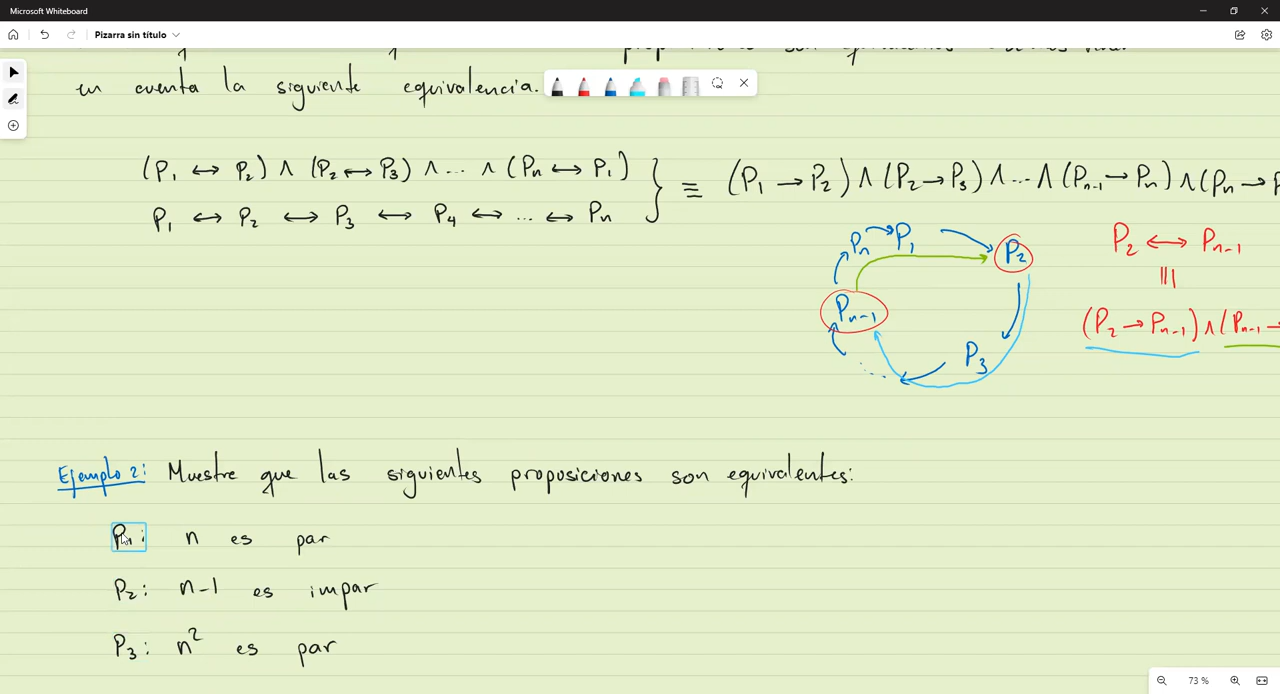 Microsoft Whiteboard
Pizarra sin título
en cuenta la siguiente equivalencia.
(P₁ ↔ P₂) ∧ (P₂ ↔ P₃) ∧ ... ∧ (Pn ↔ P₁) } ≡ (P₁ → P₂) ∧ (P₂ → P₃) ∧ ... ∧ (Pn-1 → Pn) ∧ (Pn → P
P₁ ↔ P₂ ↔ P₃ ↔ P₄ ↔ ... ↔ Pn
Pn → P₁ P₂
P₂ ↔ Pn-1
≡
Pn-1
(P₂ → Pn-1) ∧ (Pn-1 →
P₃
...
Ejemplo 2: Muestre que las siguientes proposiciones son equivalentes:
P₁: n es par
P₂: n-1 es impar
P₃: n² es par
73 %